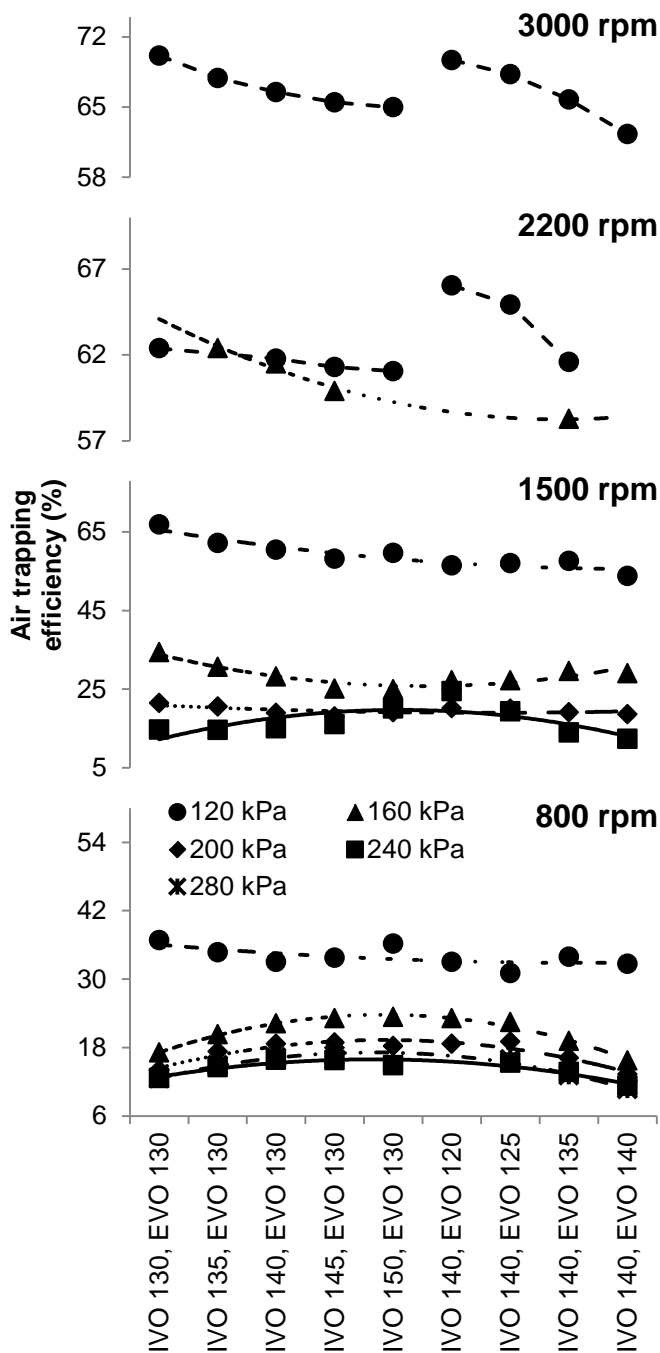 3000 rpm
72
65
58
2200 rpm
67
62
57
Air trapping
efficiency (%)
1500 rpm
65
45
25
5
800 rpm
120 kPa 160 kPa
200 kPa 240 kPa
280 kPa
54
42
30
18
6
IVO 130, EVO 130
IVO 135, EVO 130
IVO 140, EVO 130
IVO 145, EVO 130
IVO 150, EVO 130
IVO 140, EVO 120
IVO 140, EVO 125
IVO 140, EVO 135
IVO 140, EVO 140